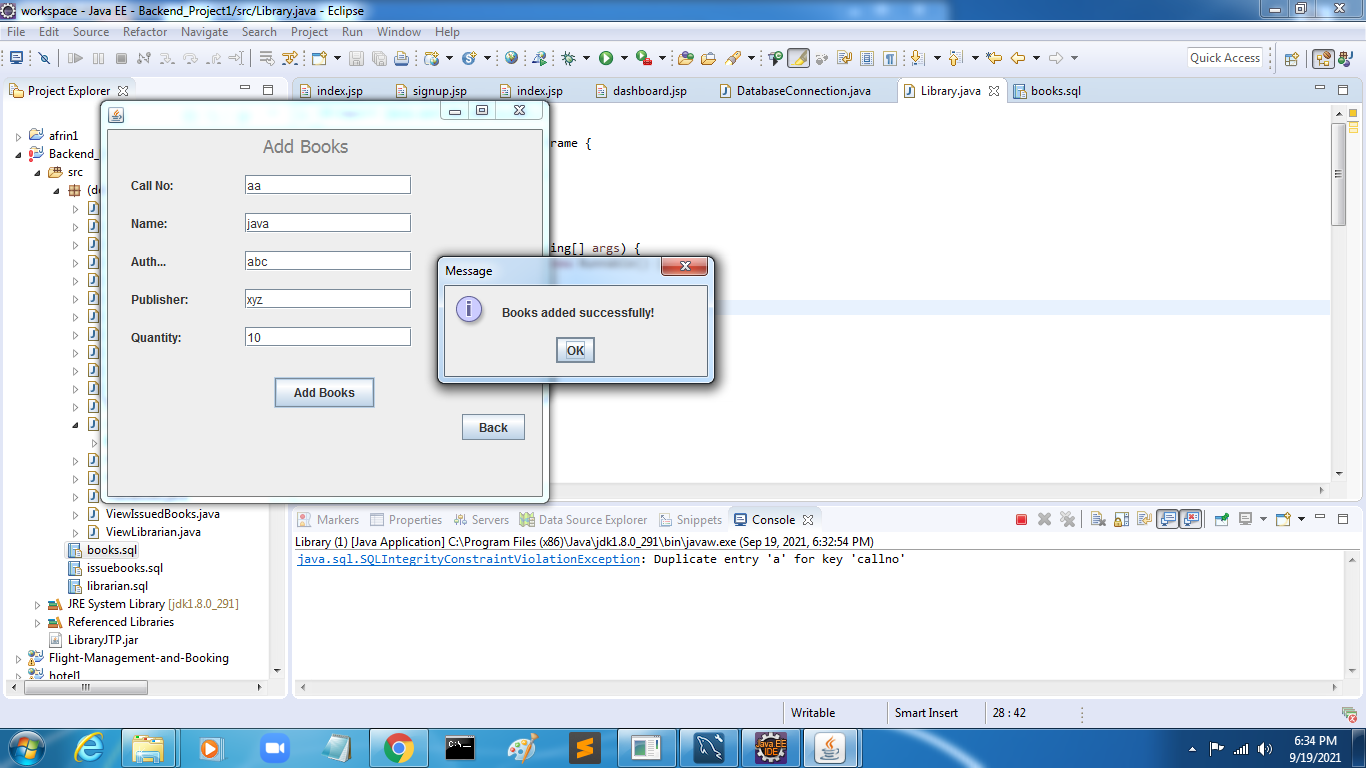 workspace - Java EE - Backend_Project1/src/Library.java - Eclipse
File Edit Source Refactor Navigate Search Project Run Window Help
Quick Access
Project Explorer
index.jsp signup.jsp index.jsp dashboard.jsp DatabaseConnection.java Library.java books.sql
afrin1
Backend_
src
(de
ViewIssuedBooks.java
ViewLibrarian.java
books.sql
issuebooks.sql
librarian.sql
JRE System Library [jdk1.8.0_291]
Referenced Libraries
LibraryJTP.jar
Flight-Management-and-Booking
hotel1
rame {
ing[] args) {
Add Books
Call No: aa
Name: java
Auth... abc
Publisher: xyz
Quantity: 10
Add Books
Back
Message
Books added successfully!
OK
Markers Properties Servers Data Source Explorer Snippets Console
Library (1) [Java Application] C:\Program Files (x86)\Java\jdk1.8.0_291\bin\javaw.exe (Sep 19, 2021, 6:32:54 PM)
java.sql.SQLIntegrityConstraintViolationException: Duplicate entry 'a' for key 'callno'
Writable Smart Insert 28 : 42
Java EE
IDE
6:34 PM
9/19/2021